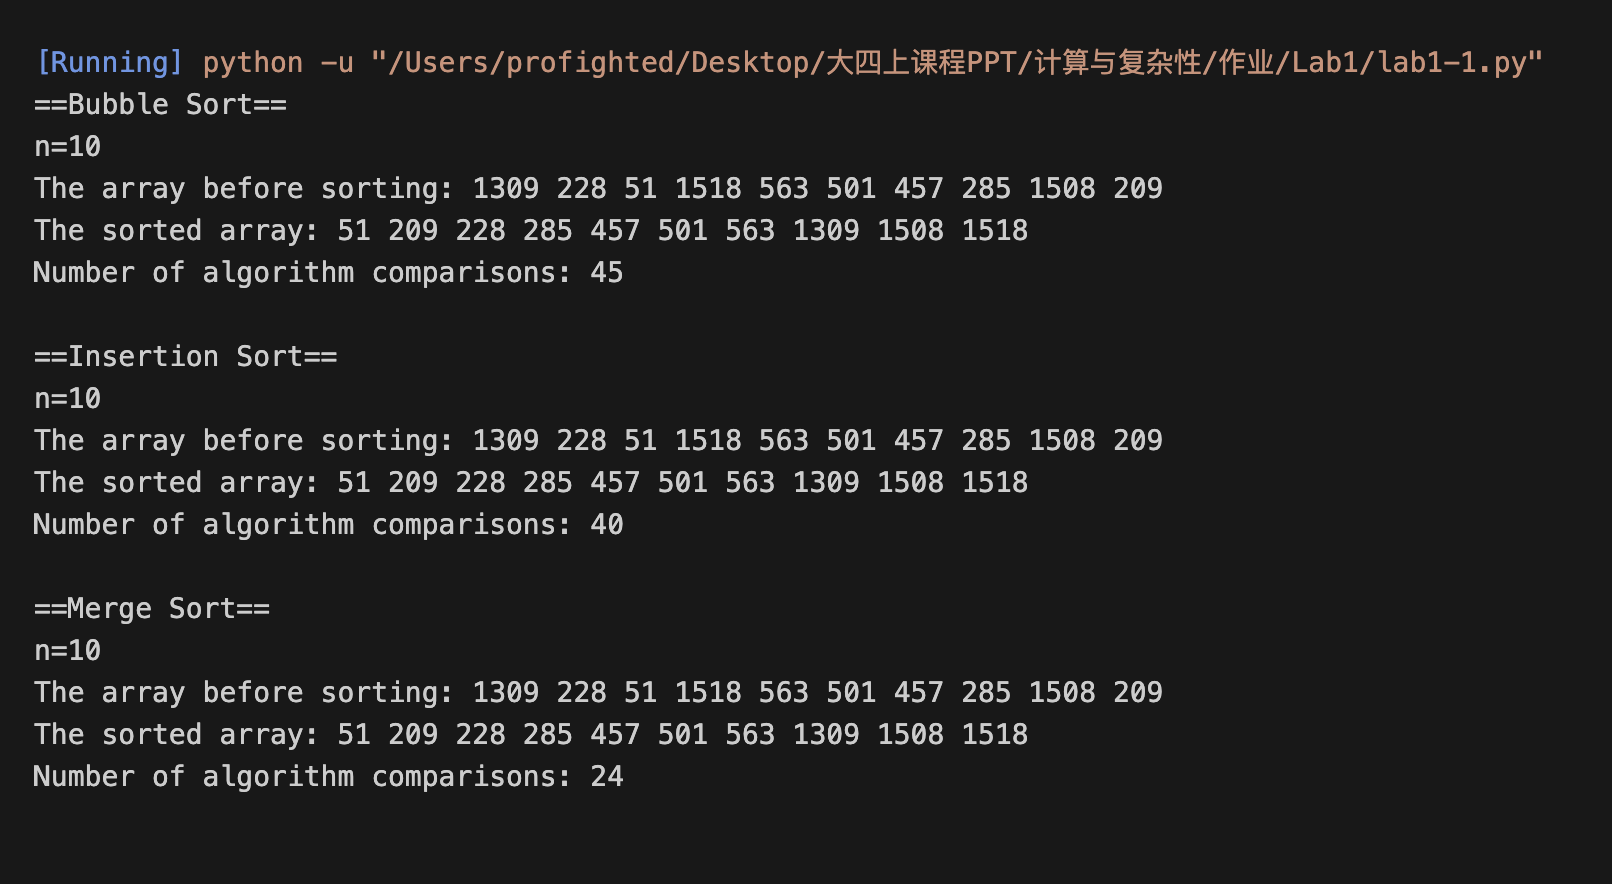 [Running] python -u "/Users/profighted/Desktop/大四上课程PPT/计算与复杂性/作业/Lab1/lab1-1.py"
==Bubble Sort==
n=10
The array before sorting: 1309 228 51 1518 563 501 457 285 1508 209
The sorted array: 51 209 228 285 457 501 563 1309 1508 1518
Number of algorithm comparisons: 45
==Insertion Sort==
n=10
The array before sorting: 1309 228 51 1518 563 501 457 285 1508 209
The sorted array: 51 209 228 285 457 501 563 1309 1508 1518
Number of algorithm comparisons: 40
==Merge Sort==
n=10
The array before sorting: 1309 228 51 1518 563 501 457 285 1508 209
The sorted array: 51 209 228 285 457 501 563 1309 1508 1518
Number of algorithm comparisons: 24